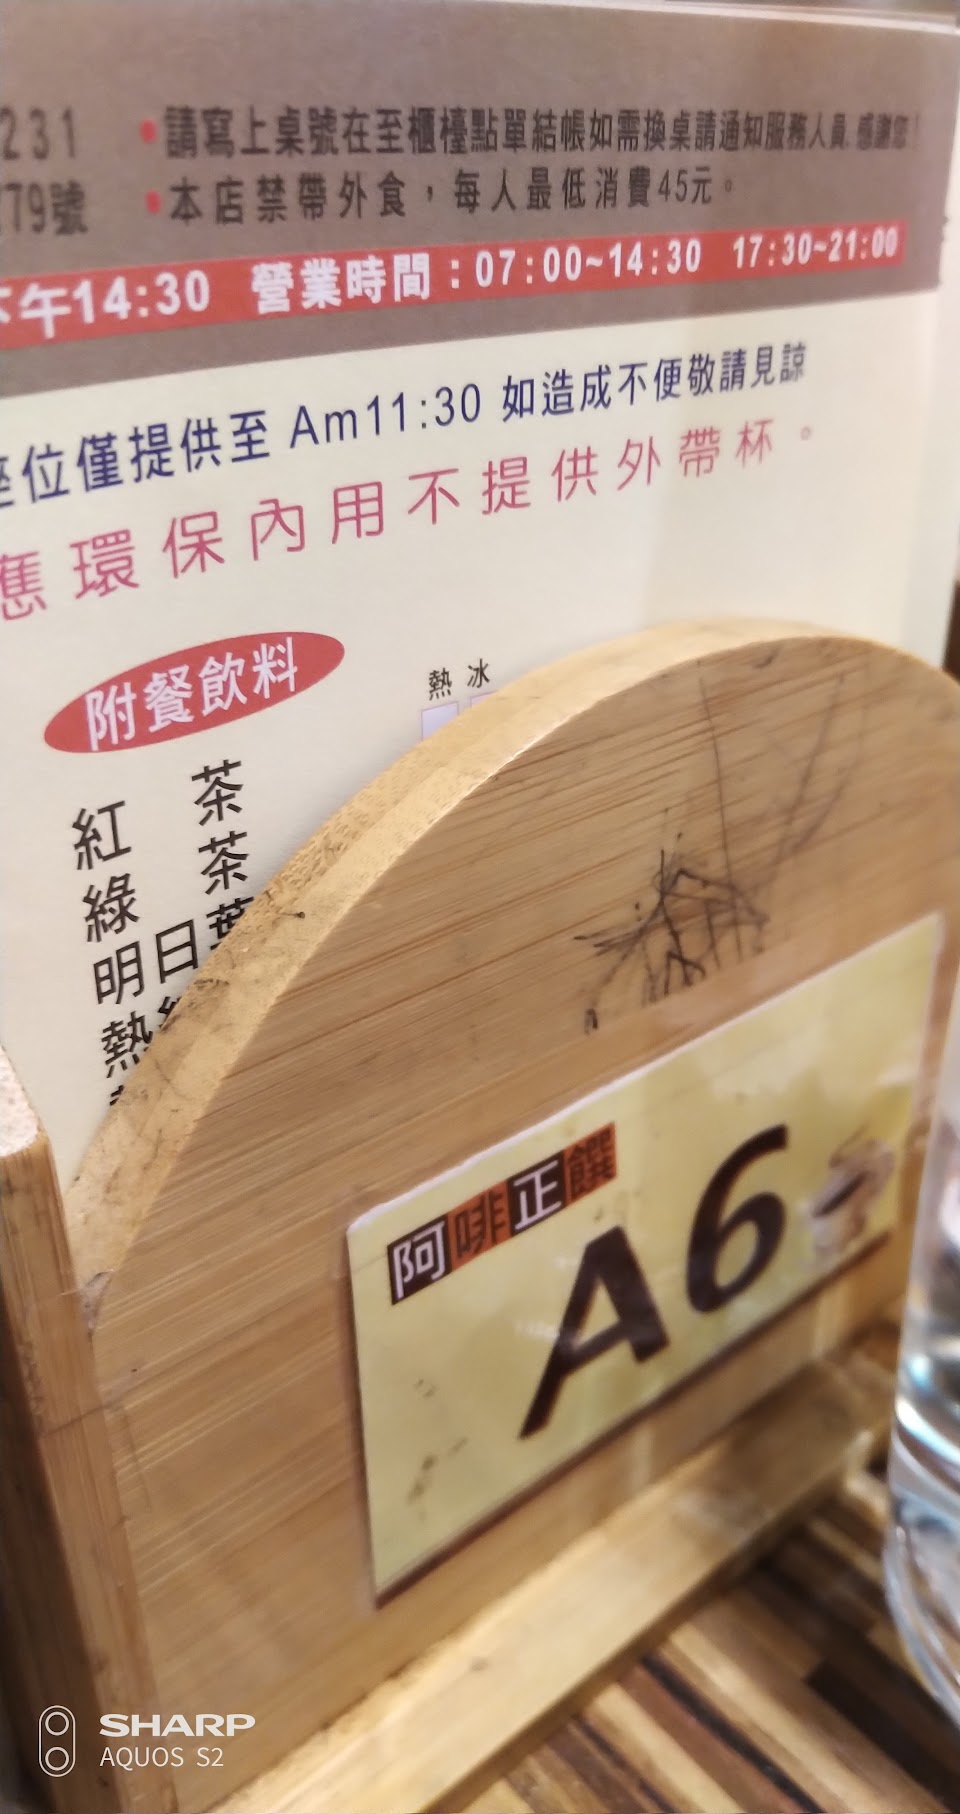 231 •請寫上桌號在至櫃檯點單結帳如需換桌請通知服務人員.感謝您!
779號 •本店禁帶外食，每人最低消費45元。
下午14:30 營業時間：07:00~14:30 17:30~21:00
座位僅提供至 Am11:30 如造成不便敬請見諒
應環保內用不提供外帶杯。
附餐飲料
熱 冰
紅 茶
綠 茶
明日葉
熱
阿啡正饌
A6
SHARP
AQUOS S2